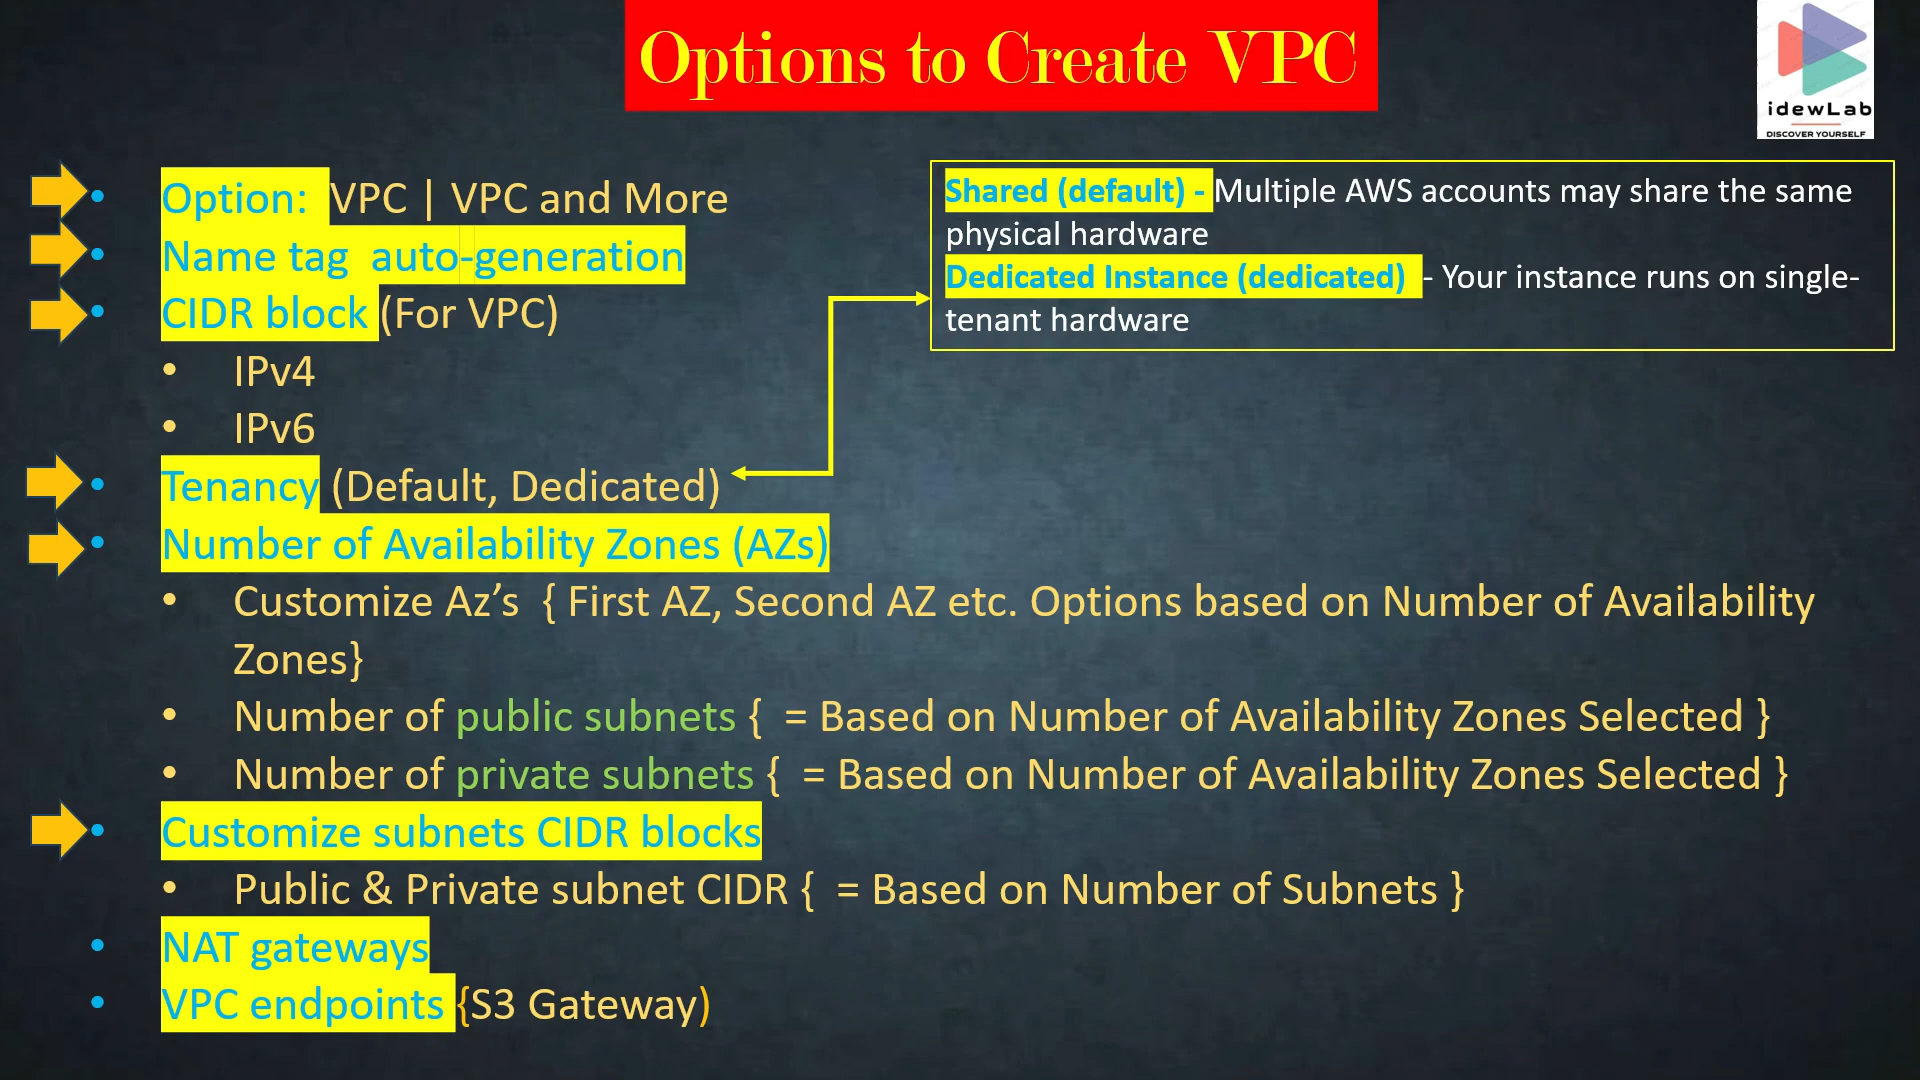 Options to Create VPC
idewLab
DISCOVER YOURSELF
• Option: VPC | VPC and More
• Name tag auto-generation
• CIDR block (For VPC)
• IPv4
• IPv6
• Tenancy (Default, Dedicated)
• Number of Availability Zones (AZs)
• Customize Az’s { First AZ, Second AZ etc. Options based on Number of Availability
Zones}
• Number of public subnets { = Based on Number of Availability Zones Selected }
• Number of private subnets { = Based on Number of Availability Zones Selected }
• Customize subnets CIDR blocks
• Public & Private subnet CIDR { = Based on Number of Subnets }
• NAT gateways
• VPC endpoints {S3 Gateway)
Shared (default) - Multiple AWS accounts may share the same
physical hardware
Dedicated Instance (dedicated) - Your instance runs on single-
tenant hardware